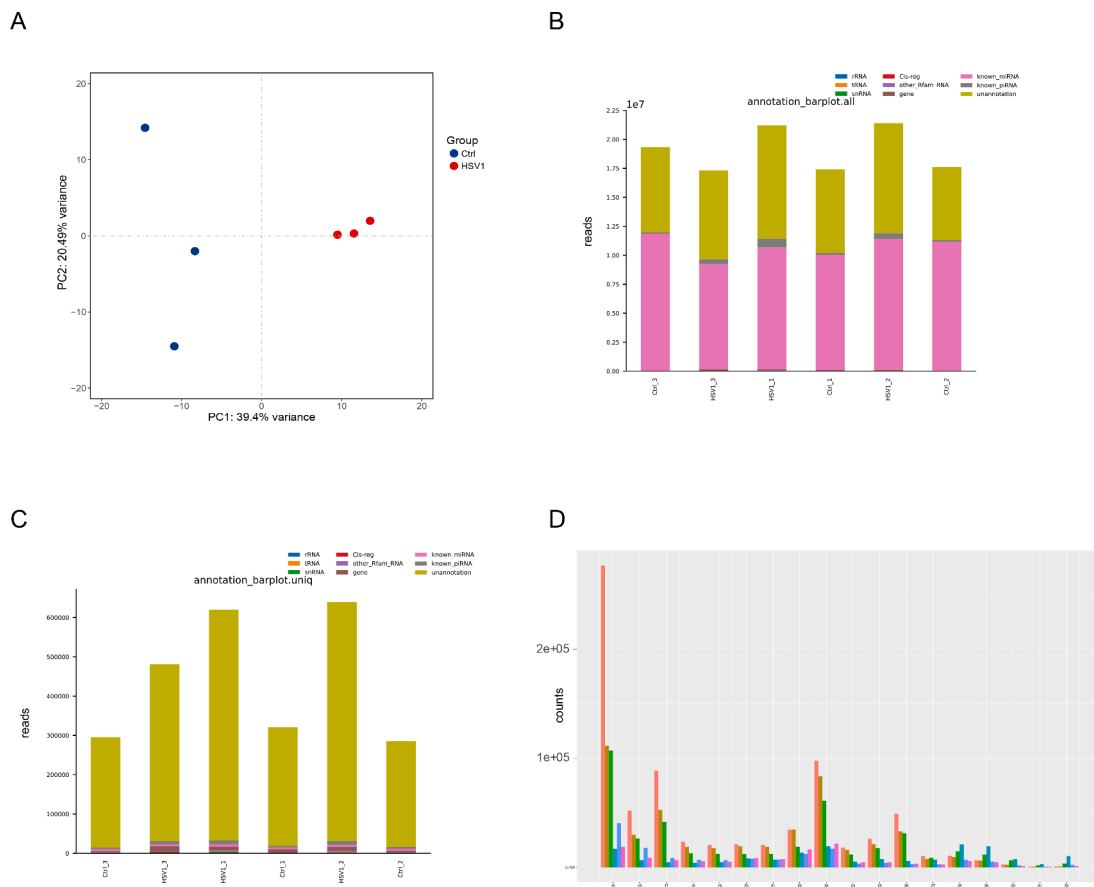 A
B
Group
Ctrl
HSV1
PC2: 20.49% variance
20
10
0
−10
−20
−20
−10
0
10
20
PC1: 39.4% variance
rRNA
tRNA
snRNA
Cis-reg
other_Rfam_RNA
gene
known_miRNA
known_piRNA
unannotation
1e7
annotation_barplot.all
reads
2.25
2.00
1.75
1.50
1.25
1.00
0.75
0.50
0.25
0.00
Ctrl_3
HSV1_3
HSV1_1
Ctrl_1
HSV1_2
Ctrl_2
C
D
rRNA
tRNA
snRNA
Cis-reg
other_Rfam_RNA
gene
known_miRNA
known_piRNA
unannotation
annotation_barplot.uniq
reads
600000
500000
400000
300000
200000
100000
0
Ctrl_3
HSV1_3
HSV1_1
Ctrl_1
HSV1_2
Ctrl_2
counts
2e+05
1e+05